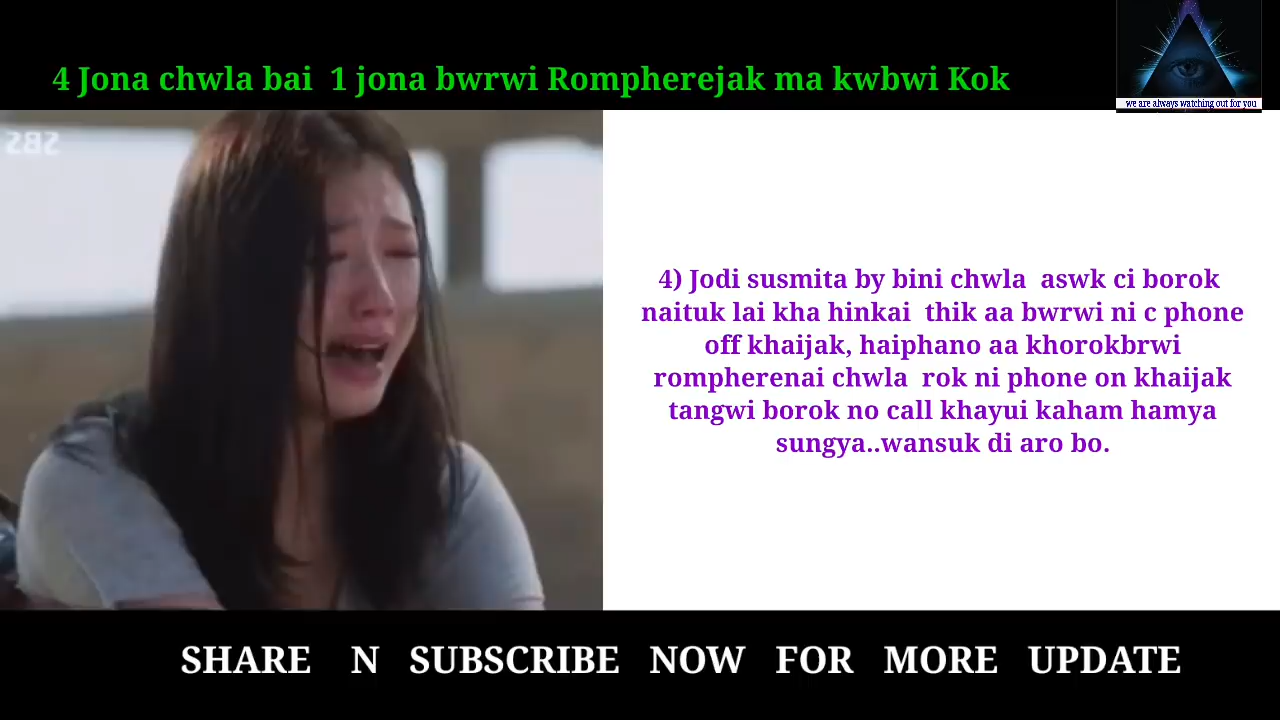 4 Jona chwla bai 1 jona bwrwi Rompherejak ma kwbwi Kok
we are always watching out for you
SBS
4) Jodi susmita by bini chwla aswk ci borok
naituk lai kha hinkai thik aa bwrwi ni c phone
off khaijak, haiphano aa khorokbrwi
rompherenai chwla rok ni phone on khaijak
tangwi borok no call khayui kaham hamya
sungya..wansuk di aro bo.
SHARE N SUBSCRIBE NOW FOR MORE UPDATE